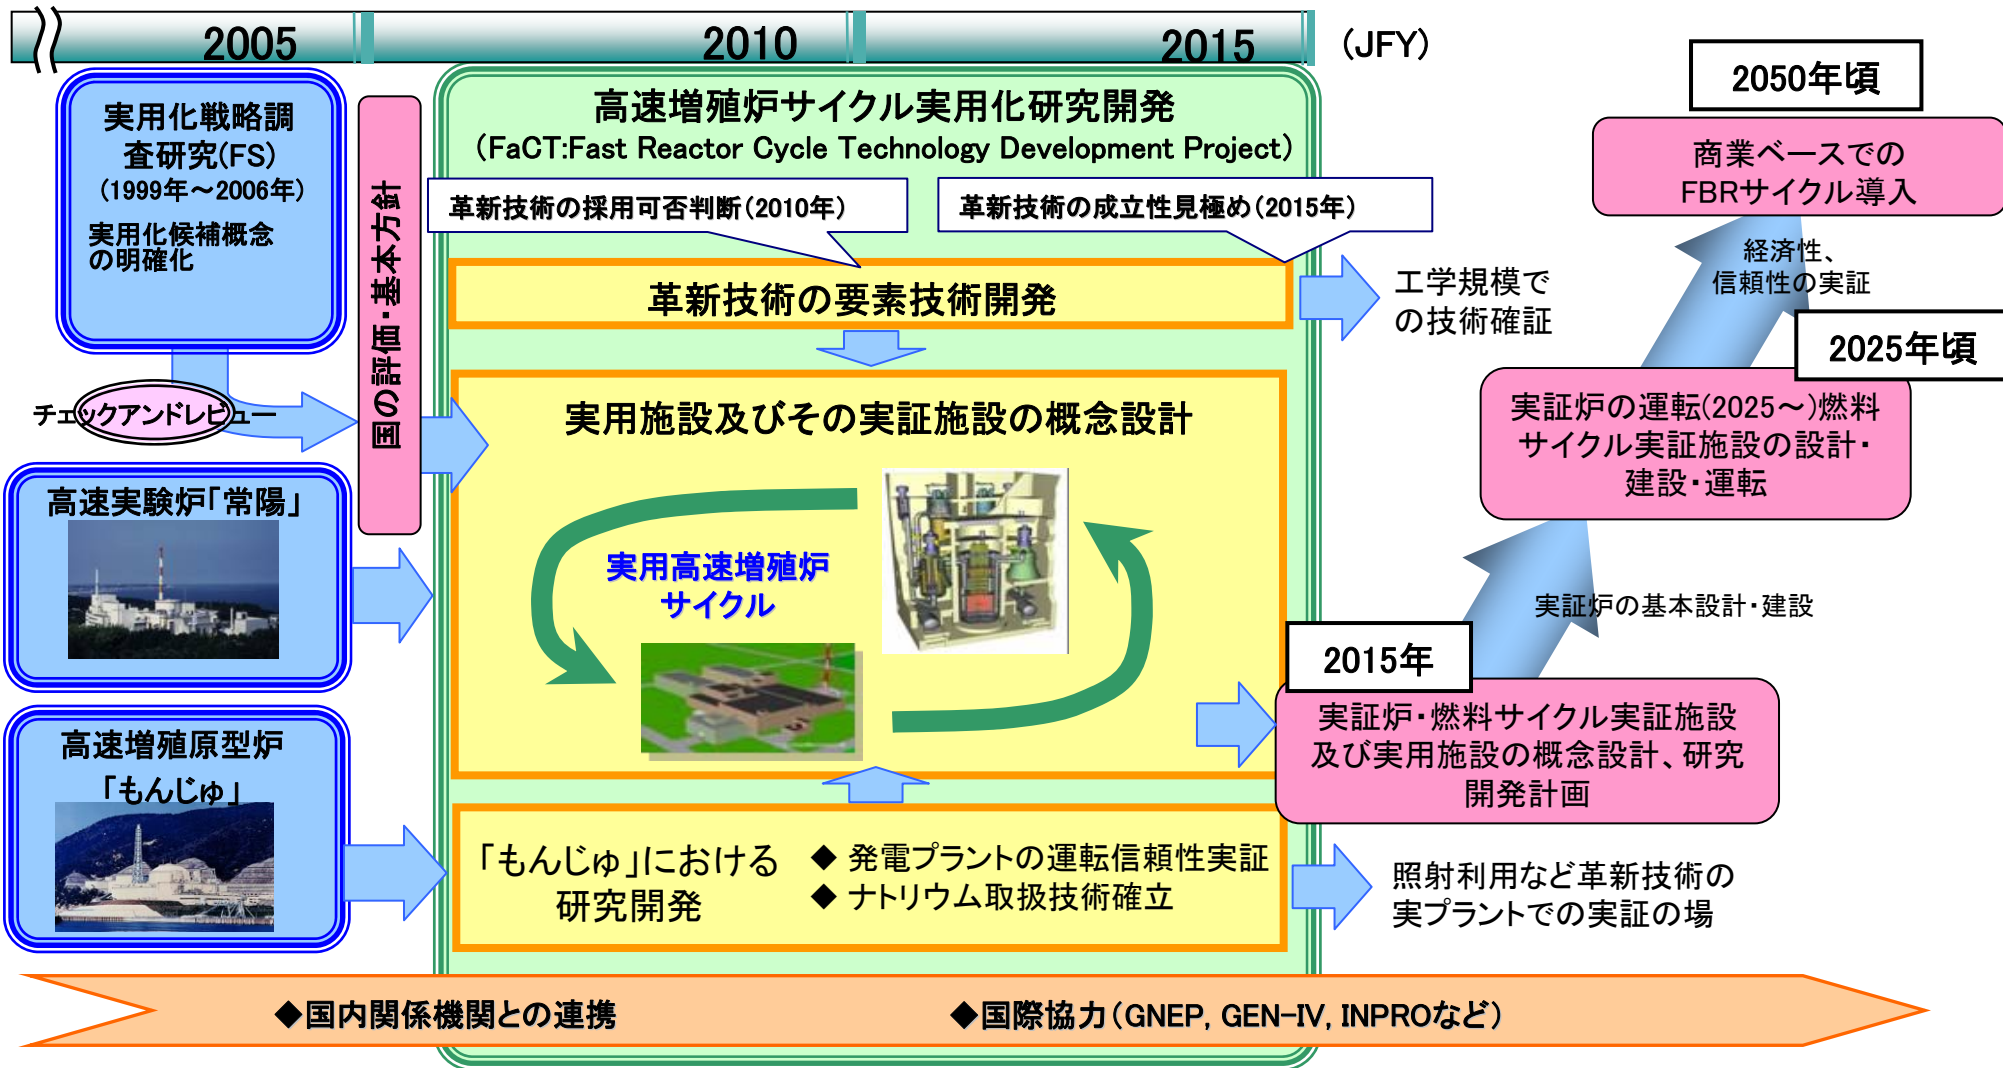 2005
2010
2015
(JFY)
実用化戦略調
査研究(FS)
(1999年～2006年)
実用化候補概念
の明確化
チェックアンドレビュー
国の評価・基本方針
高速実験炉「常陽」
高速増殖原型炉
「もんじゅ」
高速増殖炉サイクル実用化研究開発
(FaCT:Fast Reactor Cycle Technology Development Project)
革新技術の採用可否判断(2010年)
革新技術の成立性見極め(2015年)
革新技術の要素技術開発
実用施設及びその実証施設の概念設計
実用高速増殖炉
サイクル
「もんじゅ」における
研究開発
◆ 発電プラントの運転信頼性実証
◆ ナトリウム取扱技術確立
工学規模で
の技術確証
2050年頃
商業ベースでの
FBRサイクル導入
経済性、
信頼性の実証
2025年頃
実証炉の運転(2025～)燃料
サイクル実証施設の設計・
建設・運転
実証炉の基本設計・建設
2015年
実証炉・燃料サイクル実証施設
及び実用施設の概念設計、研究
開発計画
照射利用など革新技術の
実プラントでの実証の場
◆国内関係機関との連携
◆国際協力(GNEP, GEN-IV, INPROなど)